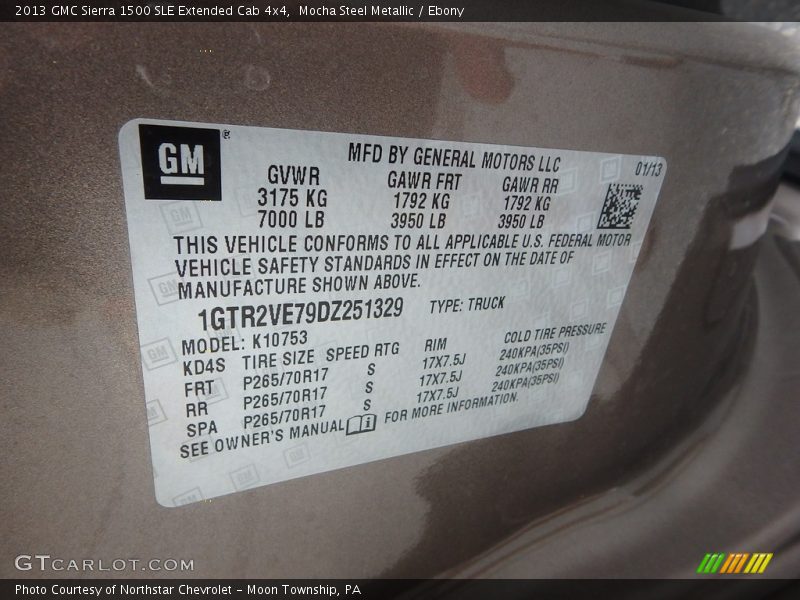 2013 GMC Sierra 1500 SLE Extended Cab 4x4, Mocha Steel Metallic / Ebony
GM®
MFD BY GENERAL MOTORS LLC 01/13
GVWR GAWR FRT GAWR RR
3175 KG 1792 KG 1792 KG
7000 LB 3950 LB 3950 LB
THIS VEHICLE CONFORMS TO ALL APPLICABLE U.S. FEDERAL MOTOR
VEHICLE SAFETY STANDARDS IN EFFECT ON THE DATE OF
MANUFACTURE SHOWN ABOVE.
1GTR2VE79DZ251329 TYPE: TRUCK
MODEL: K10753
KD4S TIRE SIZE SPEED RTG RIM COLD TIRE PRESSURE
FRT P265/70R17 S 17X7.5J 240KPA(35PSI)
RR P265/70R17 S 17X7.5J 240KPA(35PSI)
SPA P265/70R17 S 17X7.5J 240KPA(35PSI)
SEE OWNER'S MANUAL FOR MORE INFORMATION.
GTCARLOT.COM
Photo Courtesy of Northstar Chevrolet - Moon Township, PA